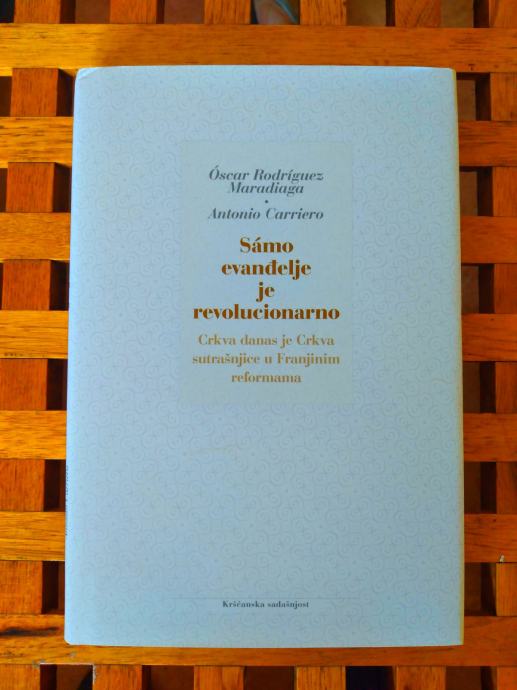 Óscar Rodríguez
Maradiaga
•
Antonio Carriero
Sámo
evanđelje
je
revolucionarno
Crkva danas je Crkva
sutrašnjice u Franjinim
reformama
Kršćanska sadašnjost